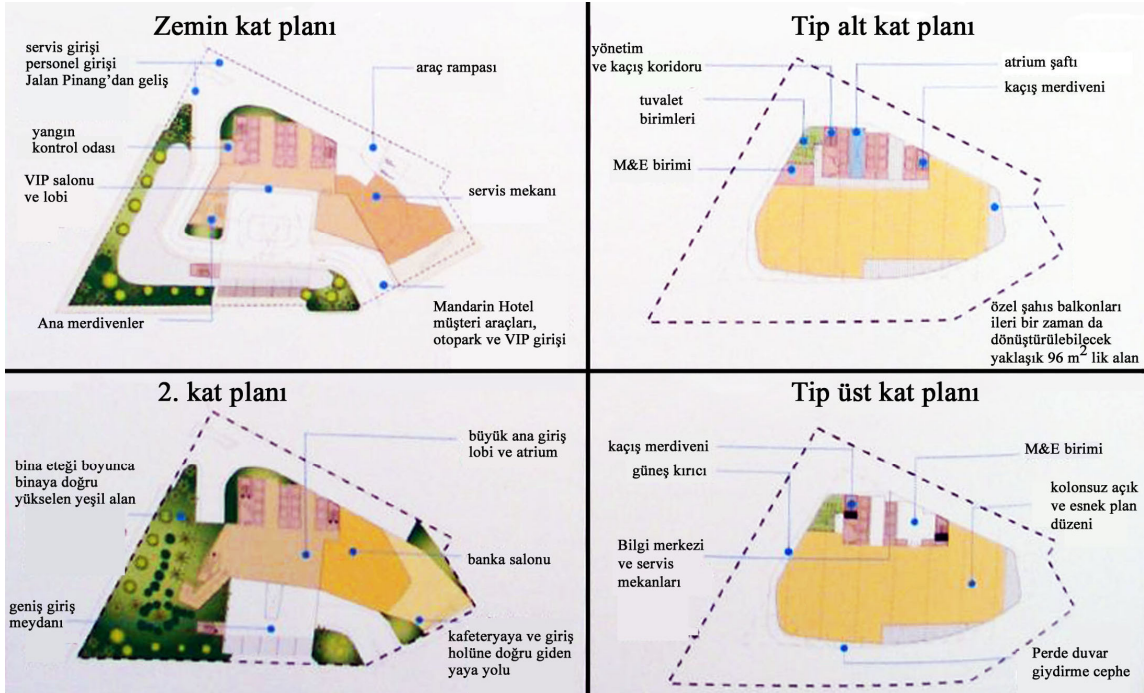 Zemin kat planı
servis girişi
personel girişi
Jalan Pinang’dan geliş
araç rampası
yangın
kontrol odası
VIP salonu
ve lobi
servis mekanı
Ana merdivenler
Mandarin Hotel
müşteri araçları,
otopark ve VIP girişi
Tip alt kat planı
yönetim
ve kaçış koridoru
atrium şaftı
kaçış merdiveni
tuvalet
birimleri
M&E birimi
özel şahıs balkonları
ileri bir zaman da
dönüştürülebilecek
yaklaşık 96 m² lik alan
2. kat planı
büyük ana giriş
lobi ve atrium
bina eteği boyunca
binaya doğru
yükselen yeşil alan
banka salonu
geniş giriş
meydanı
kafeteryaya ve giriş
holüne doğru giden
yaya yolu
Tip üst kat planı
kaçış merdiveni
güneş kırıcı
M&E birimi
kolonsuz açık
ve esnek plan
düzeni
Bilgi merkezi
ve servis
mekanları
Perde duvar
giydirme cephe